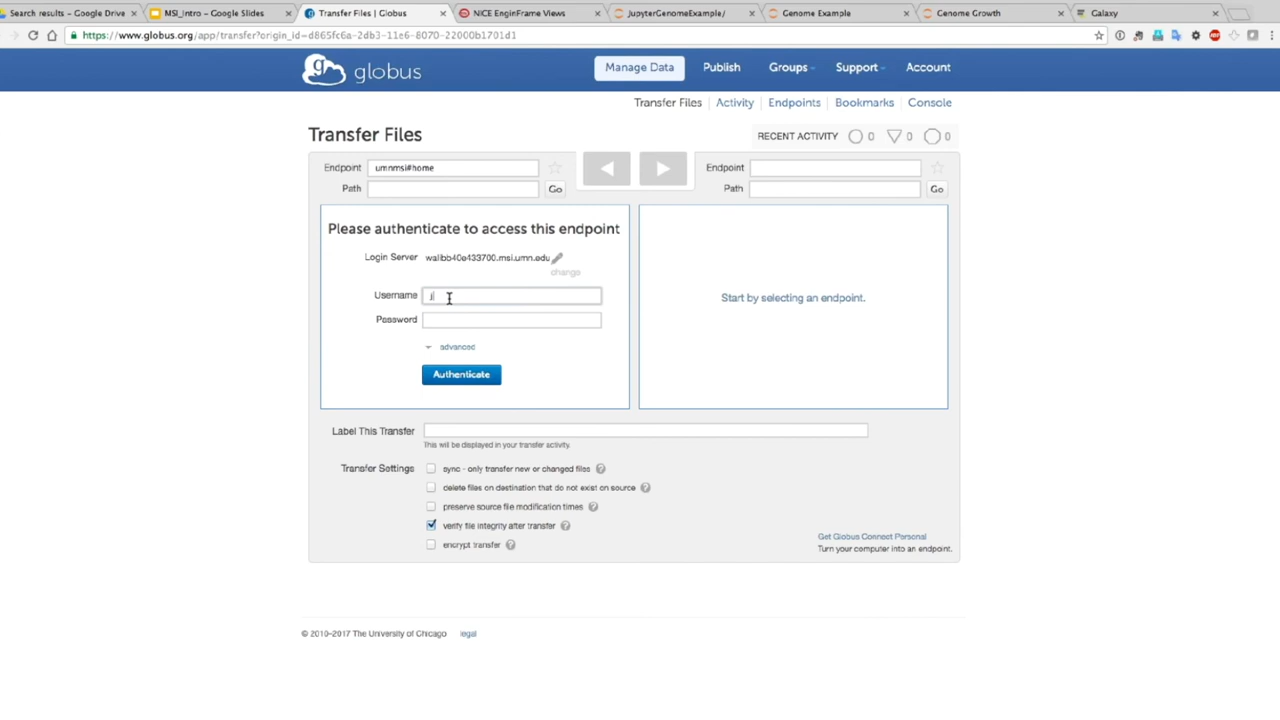 Search results - Google Drive
MSI_Intro - Google Slides
Transfer Files | Globus
NICE EnginFrame Views
JupyterGenomeExample/
Genome Example
Genome Growth
Galaxy
https://www.globus.org/app/transfer?origin_id=d865fc6a-2db3-11e6-8070-22000b1701d1
globus
Manage Data Publish Groups Support Account
Transfer Files | Activity | Endpoints | Bookmarks | Console
Transfer Files
RECENT ACTIVITY 0 0 0
Endpoint umnmsi#home
Path Go
Endpoint
Path Go
Please authenticate to access this endpoint
Login Server
change
Username
Password
advanced
Authenticate
Start by selecting an endpoint.
Label This Transfer
This will be displayed in your transfer activity.
Transfer Settings
sync - only transfer new or changed files
delete files on destination that do not exist on source
preserve source file modification times
verify file integrity after transfer
encrypt transfer
Get Globus Connect Personal
Turn your computer into an endpoint.
© 2010–2017 The University of Chicago legal